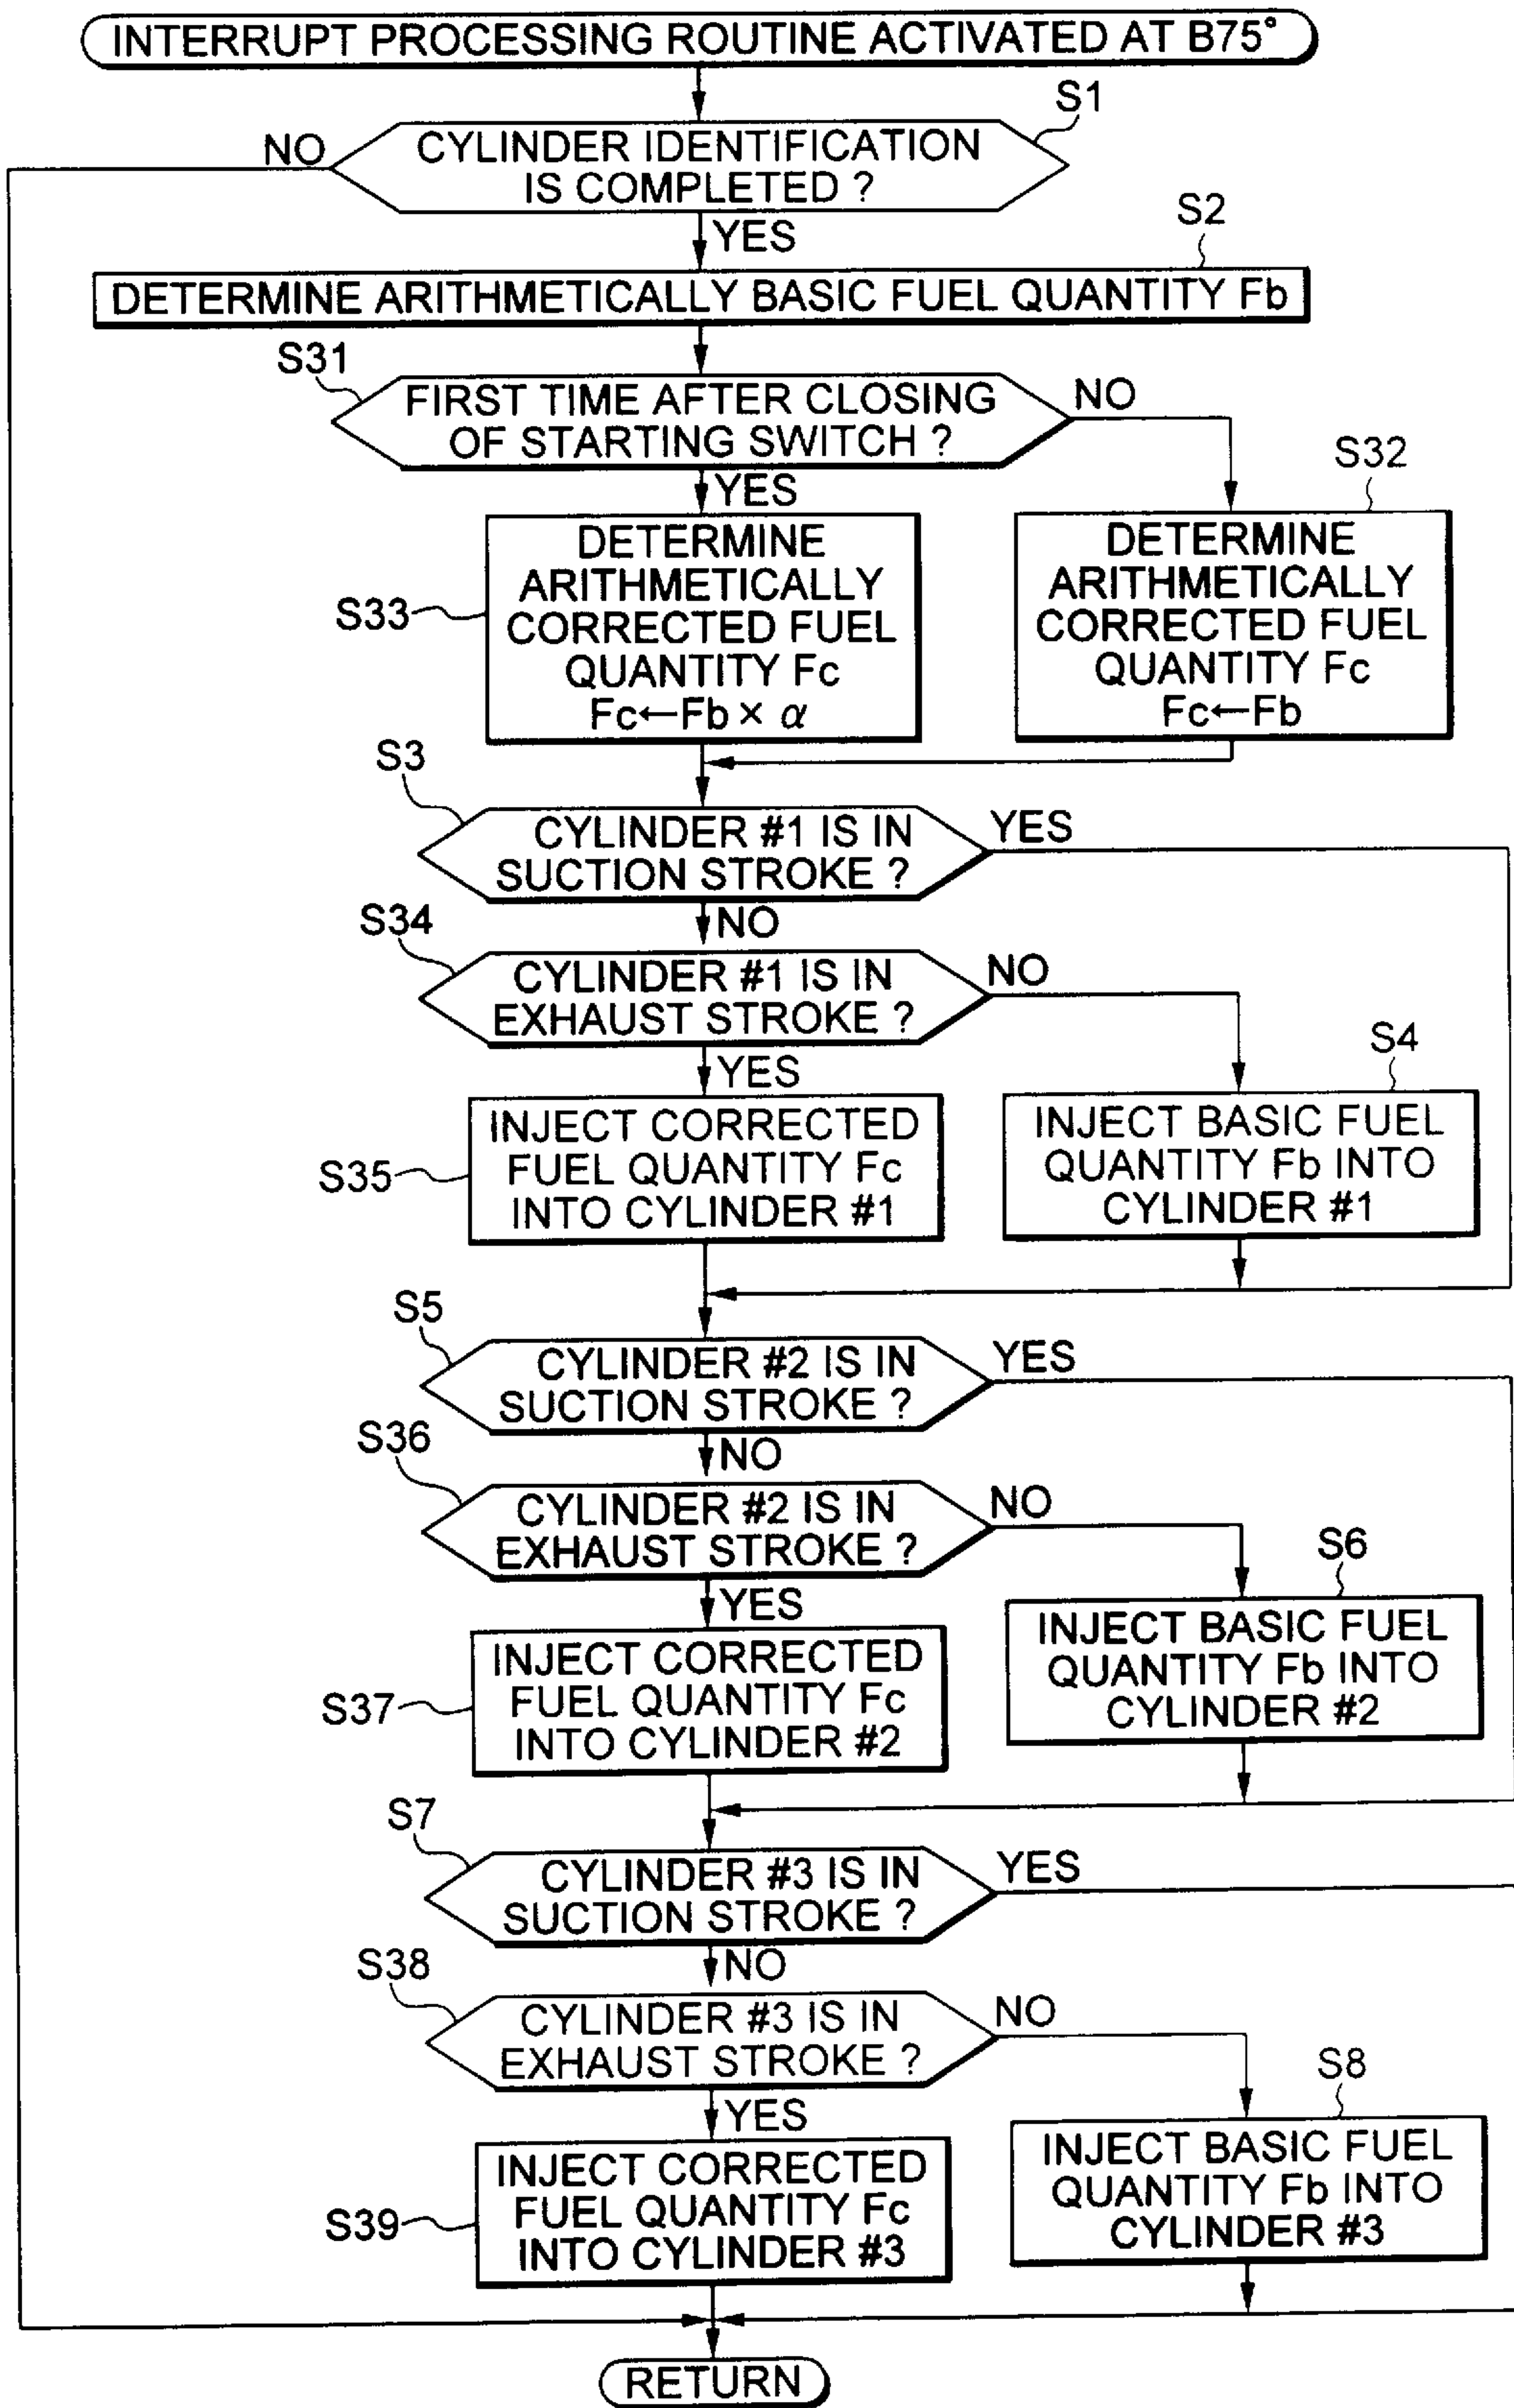 INTERRUPT PROCESSING ROUTINE ACTIVATED AT B75°
S1
NO
CYLINDER IDENTIFICATION
IS COMPLETED ?
YES
S2
DETERMINE ARITHMETICALLY BASIC FUEL QUANTITY Fb
S31
FIRST TIME AFTER CLOSING
OF STARTING SWITCH ?
NO
YES
S32
S33
DETERMINE
ARITHMETICALLY
CORRECTED FUEL
QUANTITY Fc
Fc←Fb × α
DETERMINE
ARITHMETICALLY
CORRECTED FUEL
QUANTITY Fc
Fc←Fb
S3
CYLINDER #1 IS IN
SUCTION STROKE ?
YES
NO
S34
CYLINDER #1 IS IN
EXHAUST STROKE ?
NO
YES
S4
S35
INJECT CORRECTED
FUEL QUANTITY Fc
INTO CYLINDER #1
INJECT BASIC FUEL
QUANTITY Fb INTO
CYLINDER #1
S5
CYLINDER #2 IS IN
SUCTION STROKE ?
YES
NO
S36
CYLINDER #2 IS IN
EXHAUST STROKE ?
NO
YES
S6
S37
INJECT CORRECTED
FUEL QUANTITY Fc
INTO CYLINDER #2
INJECT BASIC FUEL
QUANTITY Fb INTO
CYLINDER #2
S7
CYLINDER #3 IS IN
SUCTION STROKE ?
YES
NO
S38
CYLINDER #3 IS IN
EXHAUST STROKE ?
NO
YES
S8
S39
INJECT CORRECTED
FUEL QUANTITY Fc
INTO CYLINDER #3
INJECT BASIC FUEL
QUANTITY Fb INTO
CYLINDER #3
RETURN